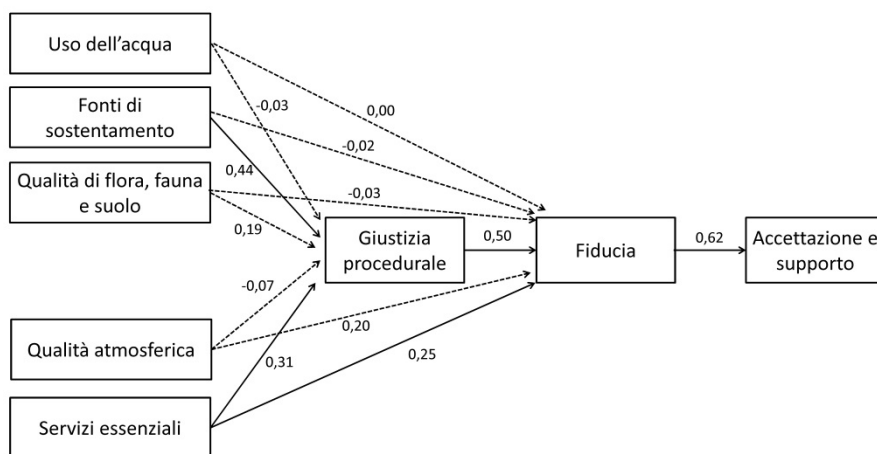 Uso dell'acqua
Fonti di
sostentamento
Qualità di flora, fauna
e suolo
Qualità atmosferica
Servizi essenziali
-0,03
0,00
-0,02
0,44
-0,03
0,19
-0,07
0,20
0,31
0,25
Giustizia
procedurale
0,50
Fiducia
0,62
Accettazione e
supporto